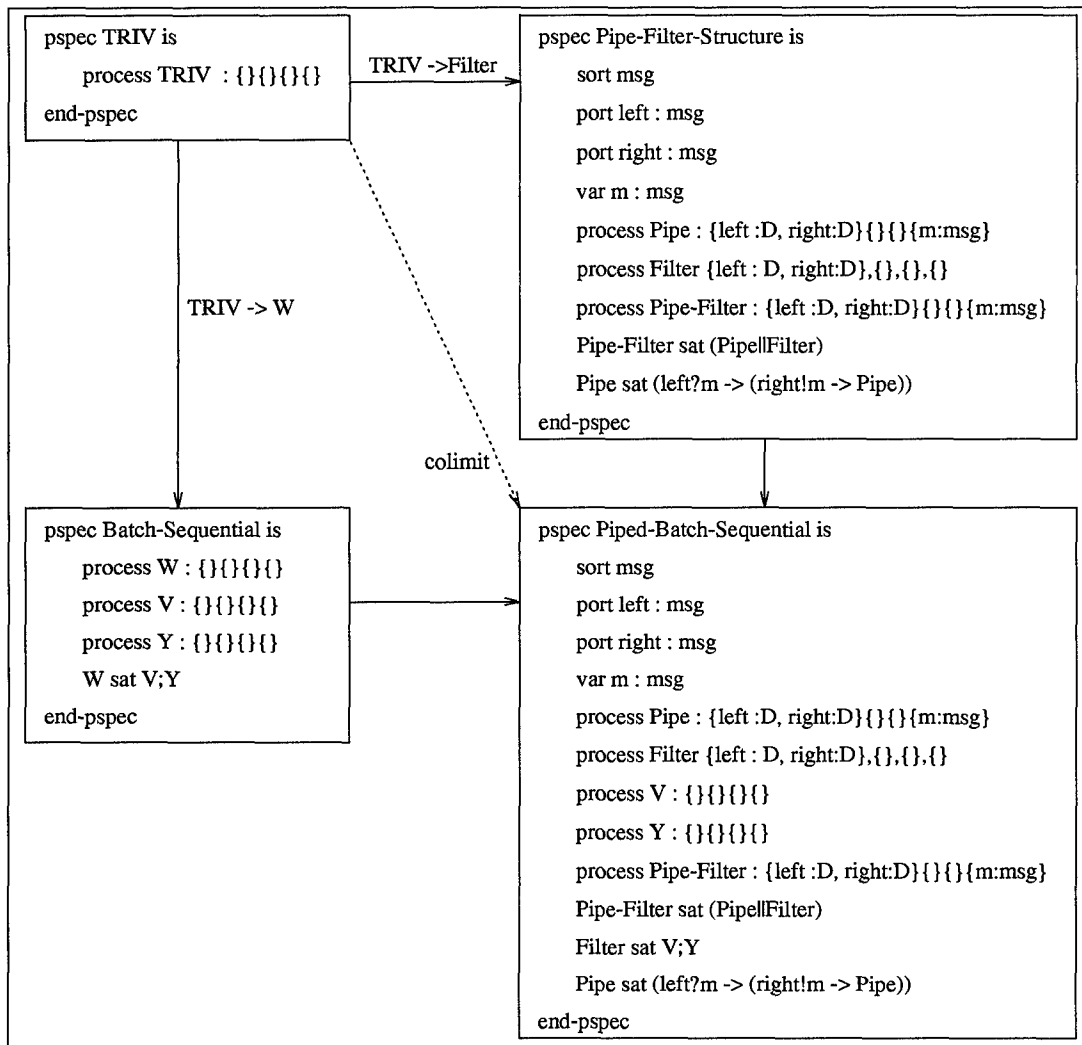 pspec TRIV is
process TRIV : {}{}{}{}
end-pspec
TRIV ->Filter
pspec Pipe-Filter-Structure is
sort msg
port left : msg
port right : msg
var m : msg
process Pipe : {left :D, right:D}{}{}{m:msg}
process Filter {left : D, right:D},{},{},{}
process Pipe-Filter : {left :D, right:D}{}{}{m:msg}
Pipe-Filter sat (Pipe||Filter)
Pipe sat (left?m -> (right!m -> Pipe))
end-pspec
TRIV -> W
colimit
pspec Batch-Sequential is
process W : {}{}{}{}
process V : {}{}{}{}
process Y : {}{}{}{}
W sat V;Y
end-pspec
pspec Piped-Batch-Sequential is
sort msg
port left : msg
port right : msg
var m : msg
process Pipe : {left :D, right:D}{}{}{m:msg}
process Filter {left : D, right:D},{},{},{}
process V : {}{}{}{}
process Y : {}{}{}{}
process Pipe-Filter : {left :D, right:D}{}{}{m:msg}
Pipe-Filter sat (Pipe||Filter)
Filter sat V;Y
Pipe sat (left?m -> (right!m -> Pipe))
end-pspec